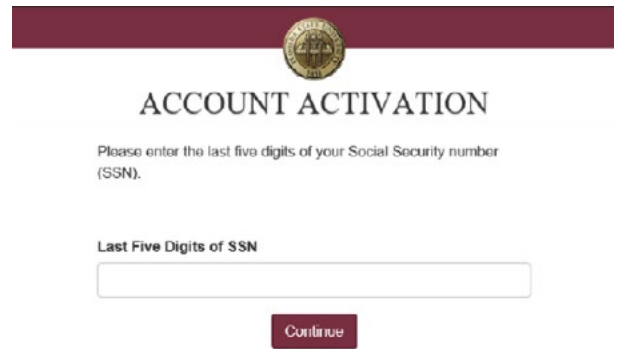 ACCOUNT ACTIVATION
Please enter the last five digits of your Social Security number
(SSN).
Last Five Digits of SSN
Continue